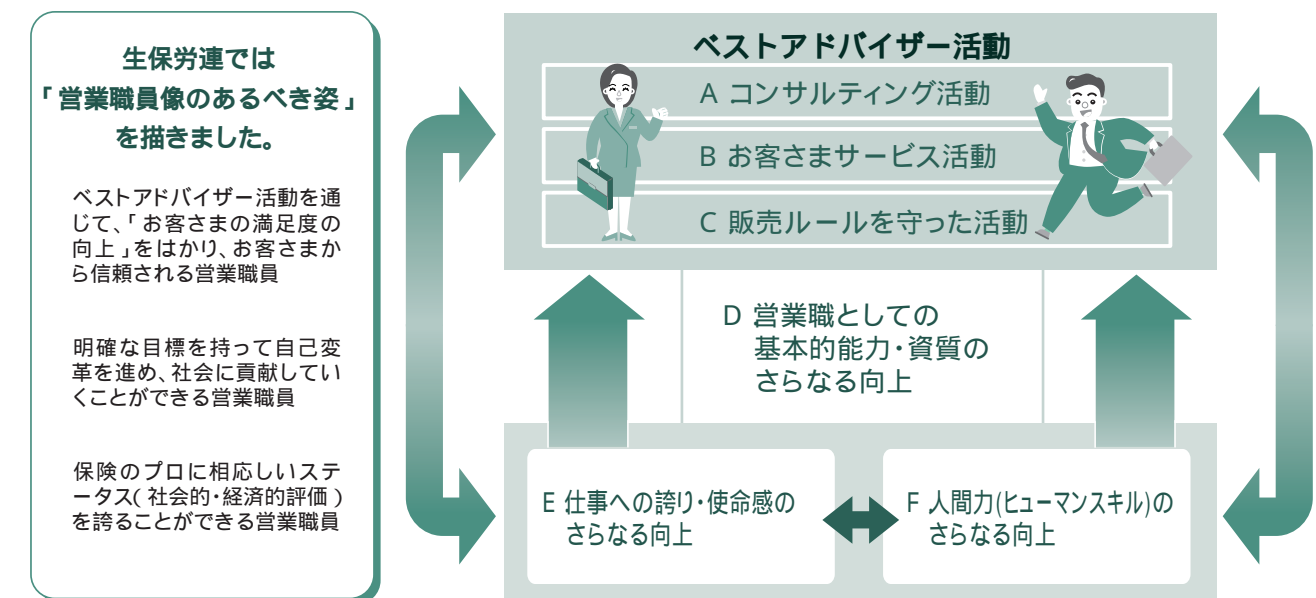 生保労連では
「営業職員像のあるべき姿」
を描きました。
ベストアドバイザー活動を通
じて、「お客さまの満足度の
向上」をはかり、お客さまか
ら信頼される営業職員
明確な目標を持って自己変
革を進め、社会に貢献してい
くことができる営業職員
保険のプロに相応しいステ
ータス(社会的・経済的評価)
を誇ることができる営業職員
ベストアドバイザー活動
A コンサルティング活動
B お客さまサービス活動
C 販売ルールを守った活動
D 営業職としての
基本的能力・資質の
さらなる向上
E 仕事への誇り・使命感の
さらなる向上
F 人間力(ヒューマンスキル)の
さらなる向上